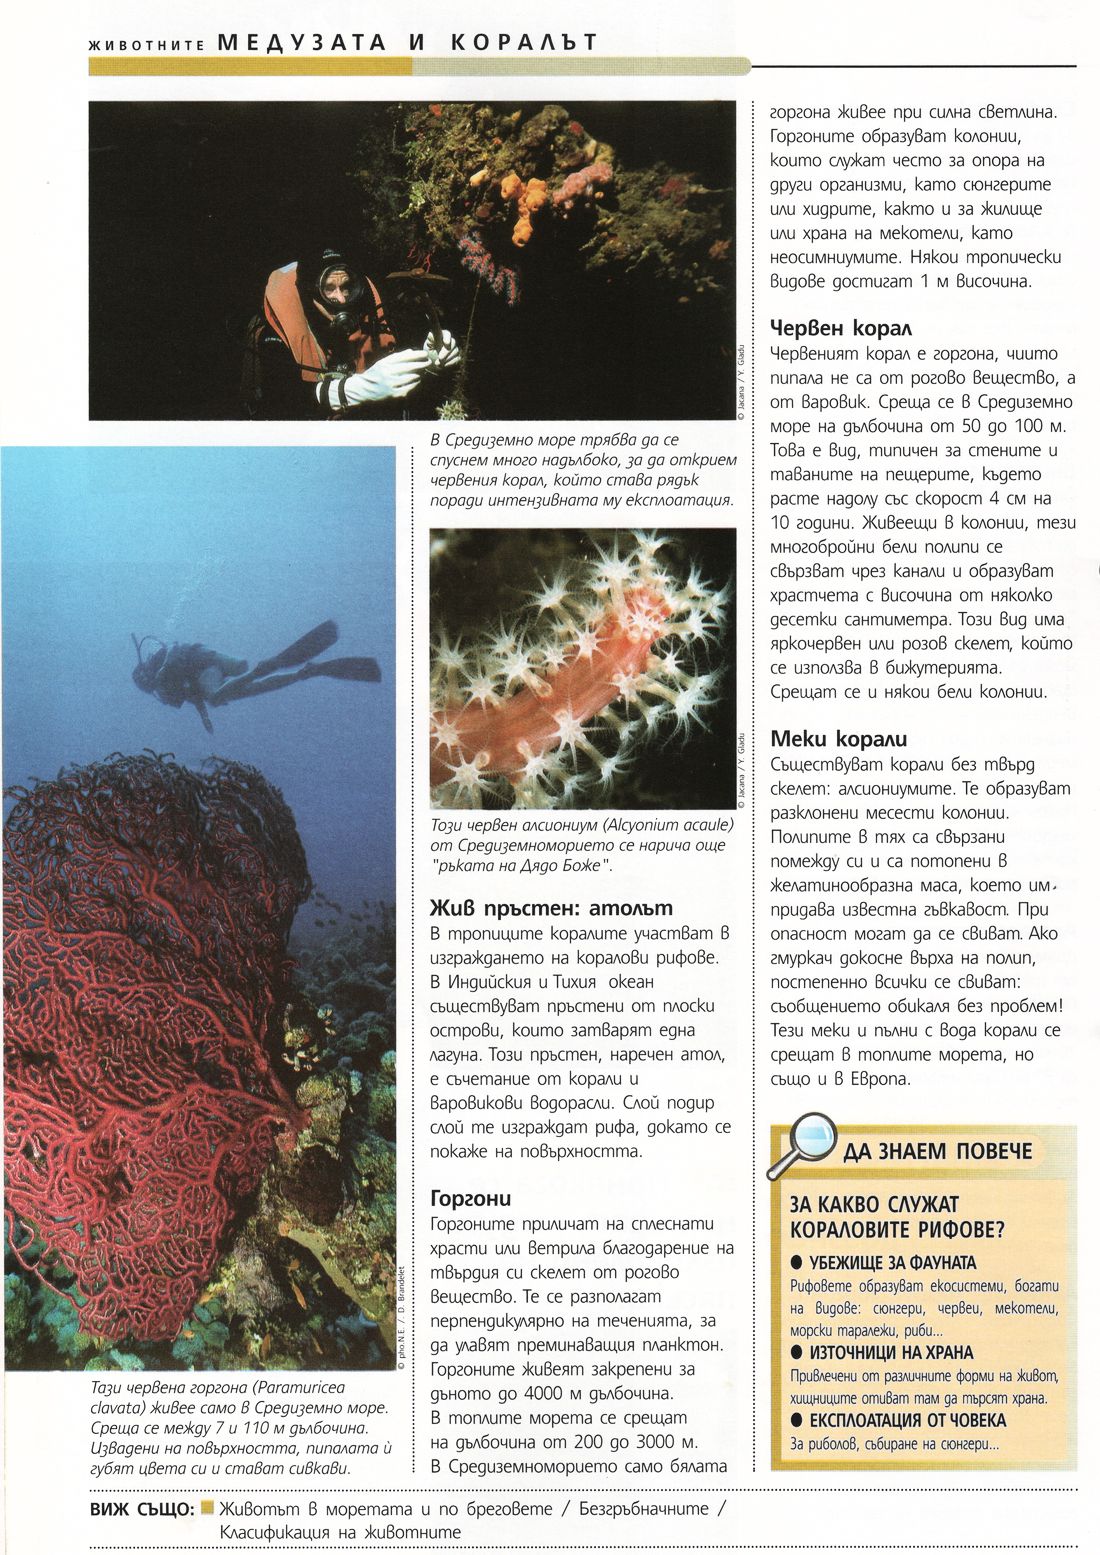 ЖИВОТНИТЕ МЕДУЗАТА И КОРАЛЪТ
© Jacana / Y. Gladu
В Средиземно море трябва да се
спуснем много надълбоко, за да открием
червения корал, който става рядък
поради интензивната му експлоатация.
© Jacana / Y. Gladu
Този червен алсиониум (Alcyonium acaule)
от Средиземноморието се нарича още
"ръката на Дядо Боже".
© pho.N.E. / D. Brandelet
Тази червена горгона (Paramuricea
clavata) живее само в Средиземно море.
Среща се между 7 и 110 м дълбочина.
Извадени на повърхността, пипалата ѝ
губят цвета си и стават сивкави.
Жив пръстен: атолът
В тропиците коралите участват в
изграждането на коралови рифове.
В Индийския и Тихия океан
съществуват пръстени от плоски
острови, които затварят една
лагуна. Този пръстен, наречен атол,
е съчетание от корали и
варовикови водорасли. Слой подир
слой те изграждат рифа, докато се
покаже на повърхността.
Горгони
Горгоните приличат на сплеснати
храсти или ветрила благодарение на
твърдия си скелет от рогово
вещество. Те се разполагат
перпендикулярно на теченията, за
да улавят преминаващия планктон.
Горгоните живеят закрепени за
дъното до 4000 м дълбочина.
В топлите морета се срещат
на дълбочина от 200 до 3000 м.
В Средиземноморието само бялата
горгона живее при силна светлина.
Горгоните образуват колонии,
които служат често за опора на
други организми, като сюнгерите
или хидрите, както и за жилище
или храна на мекотели, като
неосимниумите. Някои тропически
видове достигат 1 м височина.
Червен корал
Червеният корал е горгона, чиито
пипала не са от рогово вещество, а
от варовик. Среща се в Средиземно
море на дълбочина от 50 до 100 м.
Това е вид, типичен за стените и
таваните на пещерите, където
расте надолу със скорост 4 см на
10 години. Живеещи в колонии, тези
многобройни бели полипи се
свързват чрез канали и образуват
храстчета с височина от няколко
десетки сантиметра. Този вид има
яркочервен или розов скелет, който
се използва в бижутерията.
Срещат се и някои бели колонии.
Меки корали
Съществуват корали без твърд
скелет: алсиониумите. Те образуват
разклонени месести колонии.
Полипите в тях са свързани
помежду си и са потопени в
желатинообразна маса, което им
придава известна гъвкавост. При
опасност могат да се свиват. Ако
гмуркач докосне върха на полип,
постепенно всички се свиват:
съобщението обикаля без проблем!
Тези меки и пълни с вода корали се
срещат в топлите морета, но
също и в Европа.
ДА ЗНАЕМ ПОВЕЧЕ
ЗА КАКВО СЛУЖАТ
КОРАЛОВИТЕ РИФОВЕ?
● УБЕЖИЩЕ ЗА ФАУНАТА
Рифовете образуват екосистеми, богати
на видове: сюнгери, червеи, мекотели,
морски таралежи, риби...
● ИЗТОЧНИЦИ НА ХРАНА
Привлечени от различните форми на живот,
хищниците отиват там да търсят храна.
● ЕКСПЛОАТАЦИЯ ОТ ЧОВЕКА
За риболов, събиране на сюнгери...
ВИЖ СЪЩО: Животът в моретата и по бреговете / Безгръбначните /
Класификация на животните